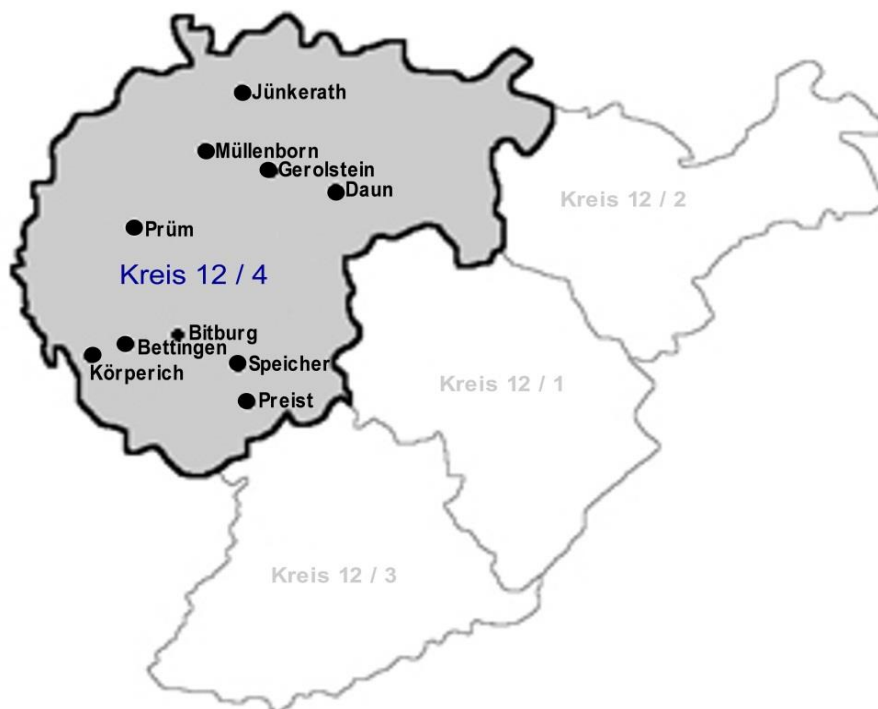 Jünkerath
Müllenborn
Gerolstein
Daun
Kreis 12 / 2
Prüm
Kreis 12 / 4
Bitburg
Bettingen
Körperich
Speicher
Kreis 12 / 1
Preist
Kreis 12 / 3